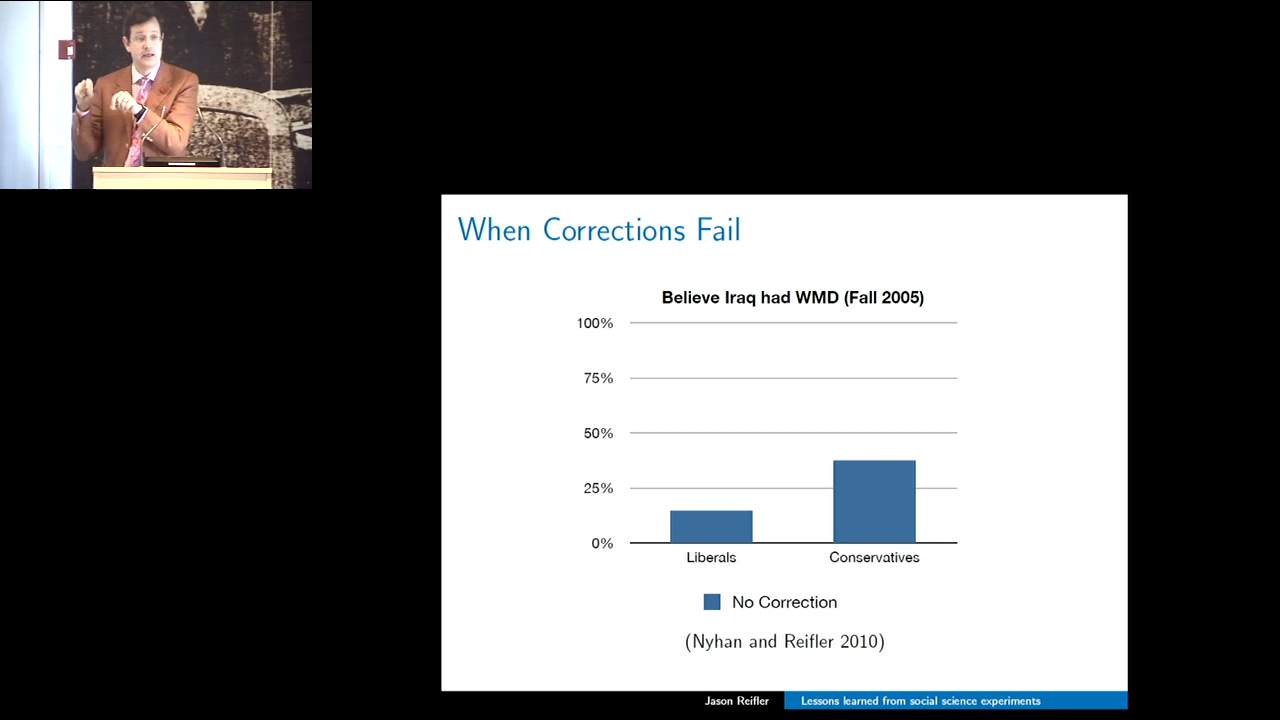 When Corrections Fail
Believe Iraq had WMD (Fall 2005)
100%
75%
50%
25%
0%
Liberals
Conservatives
No Correction
(Nyhan and Reifler 2010)
Jason Reifler
Lessons learned from social science experiments